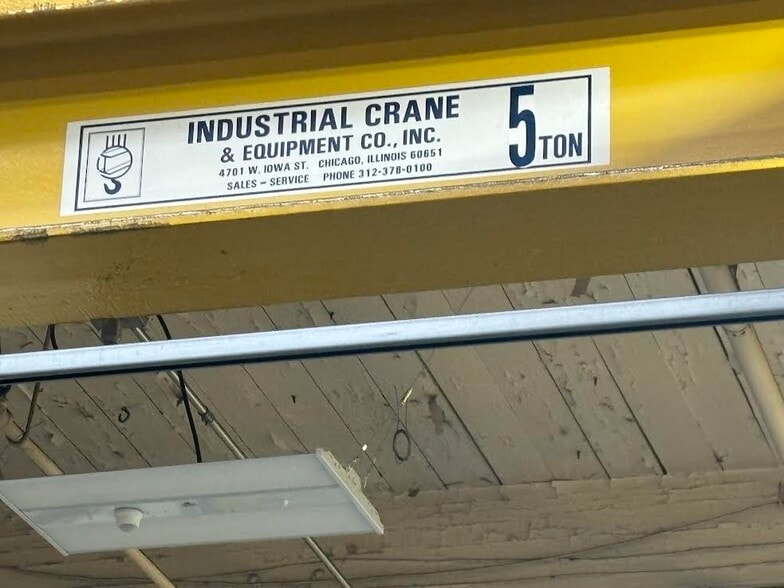 INDUSTRIAL CRANE
& EQUIPMENT CO., INC.
4701 W. IOWA ST. CHICAGO, ILLINOIS 60651
SALES – SERVICE PHONE 312-378-0100
5 TON